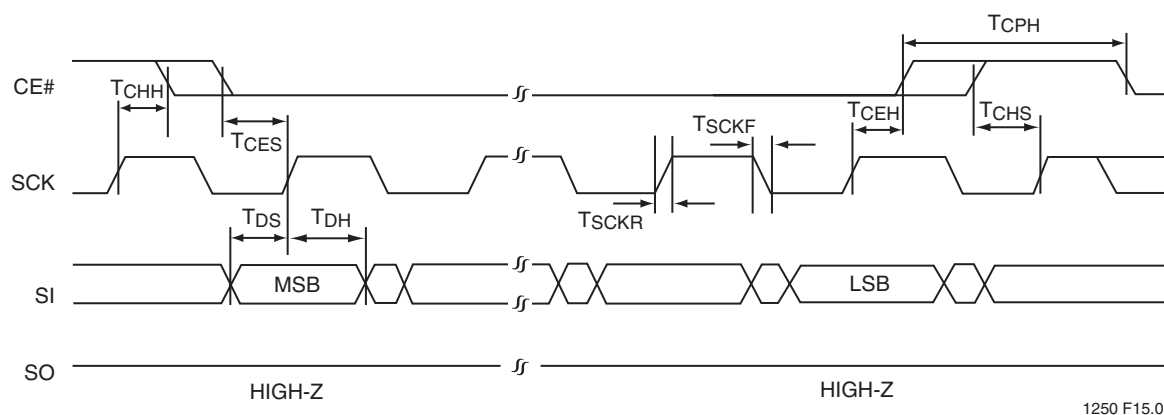 TCPH
CE#
TCHH
TCES
TSCKF
TCEH
TCHS
SCK
TSCKR
TDS
TDH
SI
MSB
LSB
SO
HIGH-Z
HIGH-Z
1250 F15.0